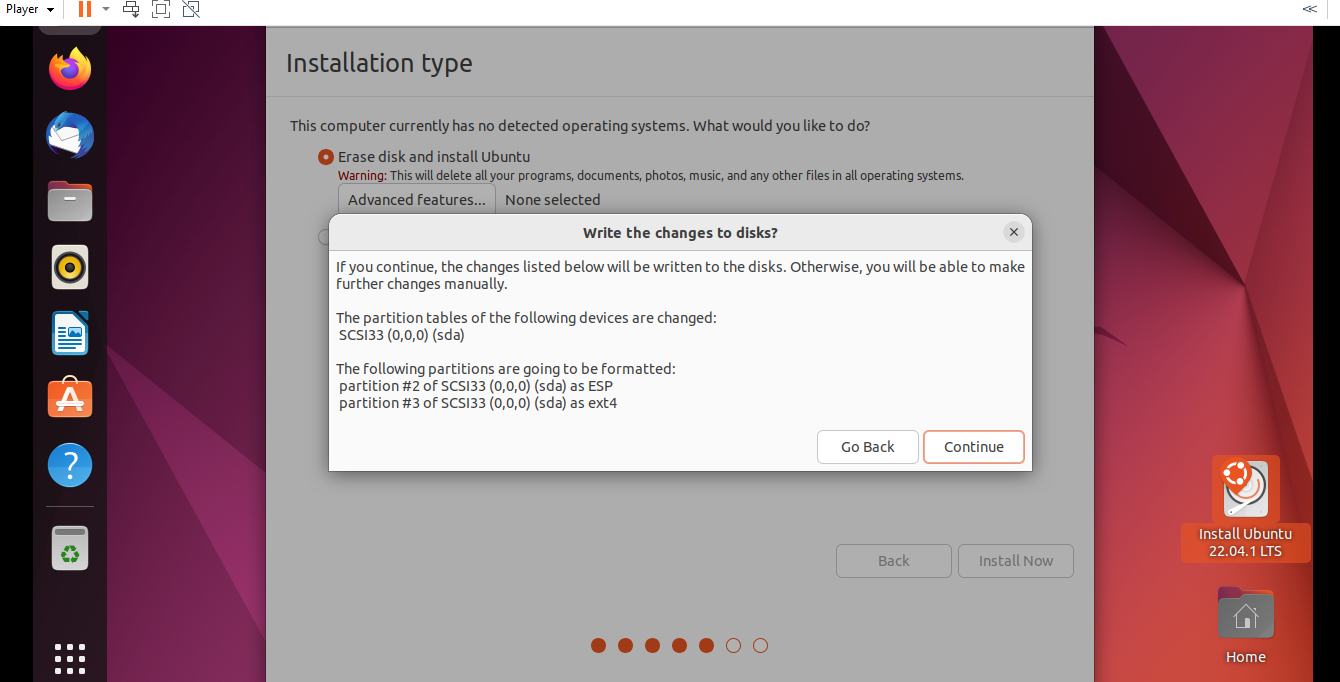 Player
Installation type
This computer currently has no detected operating systems. What would you like to do?
Erase disk and install Ubuntu
Warning: This will delete all your programs, documents, photos, music, and any other files in all operating systems.
Advanced features... None selected
Write the changes to disks?
If you continue, the changes listed below will be written to the disks. Otherwise, you will be able to make
further changes manually.
The partition tables of the following devices are changed:
SCSI33 (0,0,0) (sda)
The following partitions are going to be formatted:
partition #2 of SCSI33 (0,0,0) (sda) as ESP
partition #3 of SCSI33 (0,0,0) (sda) as ext4
Go Back Continue
Back Install Now
Install Ubuntu
22.04.1 LTS
Home